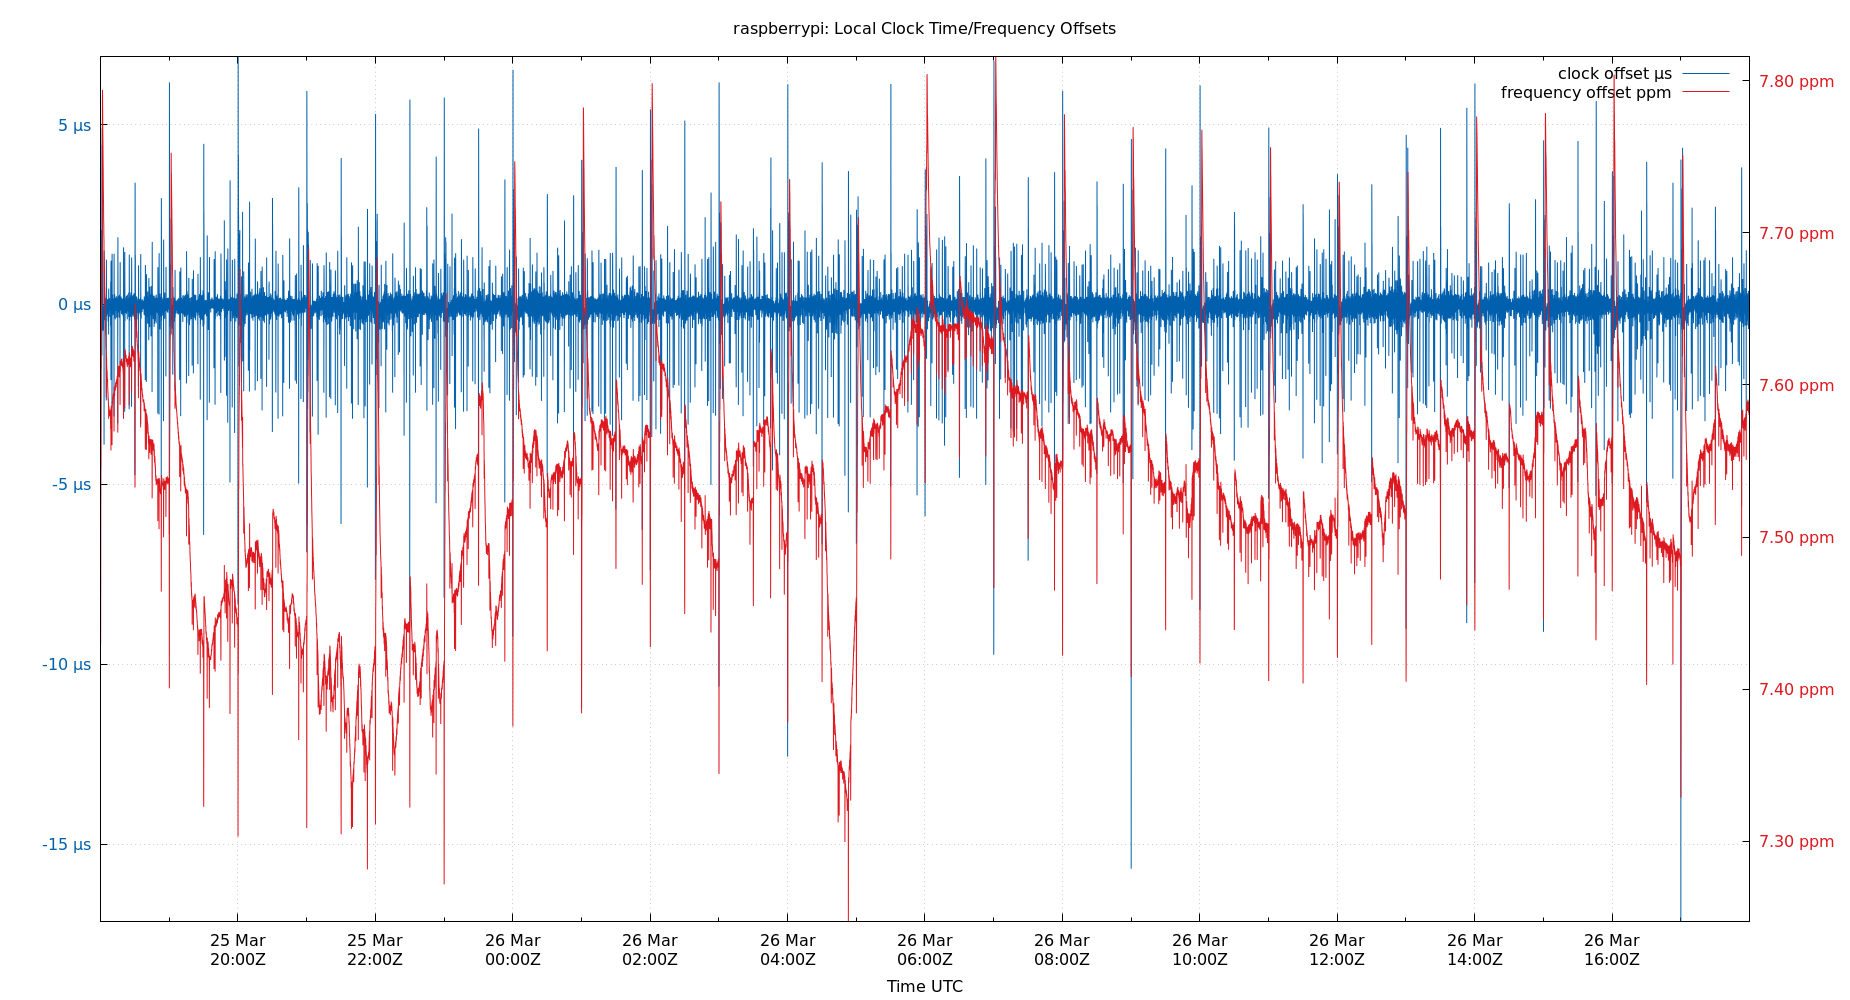 raspberrypi: Local Clock Time/Frequency Offsets
clock offset µs
frequency offset ppm
5 µs
0 µs
-5 µs
-10 µs
-15 µs
7.80 ppm
7.70 ppm
7.60 ppm
7.50 ppm
7.40 ppm
7.30 ppm
25 Mar
20:00Z
25 Mar
22:00Z
26 Mar
00:00Z
26 Mar
02:00Z
26 Mar
04:00Z
26 Mar
06:00Z
26 Mar
08:00Z
26 Mar
10:00Z
26 Mar
12:00Z
26 Mar
14:00Z
26 Mar
16:00Z
Time UTC